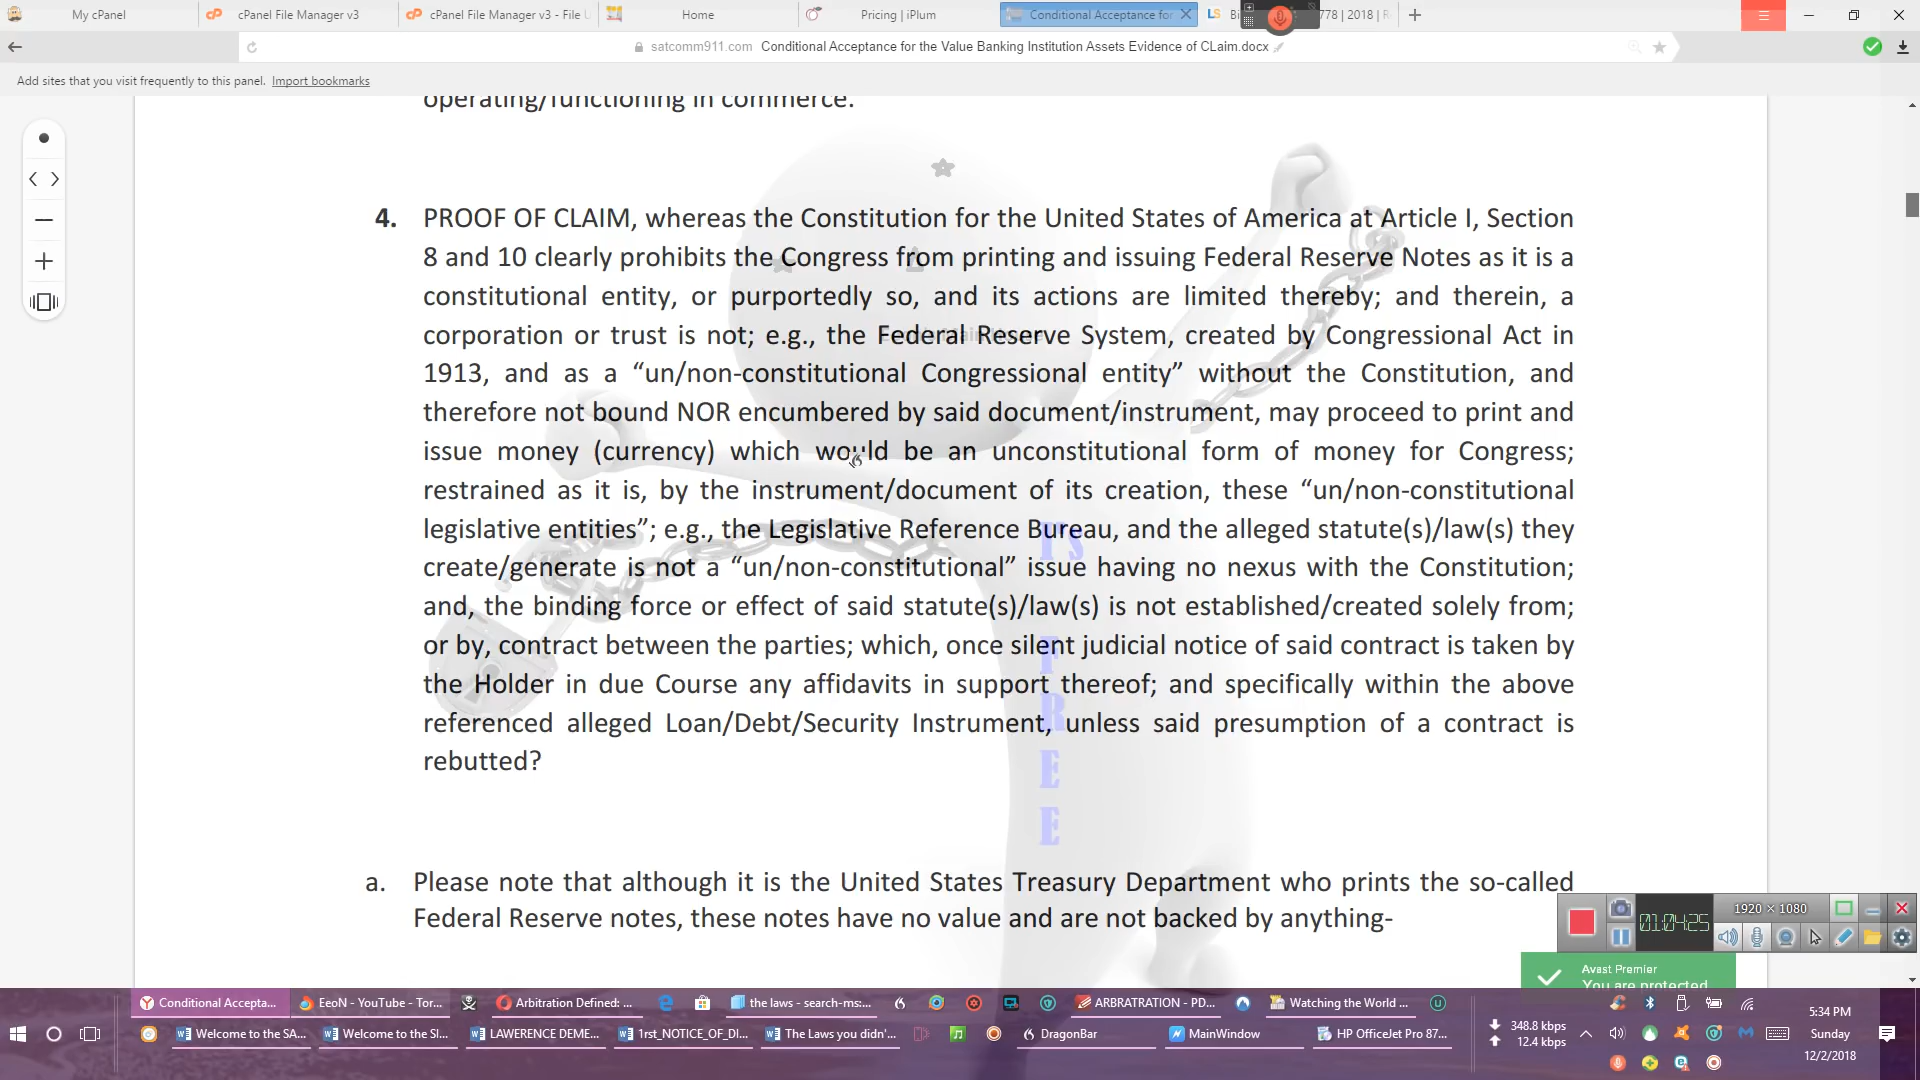 My cPanel
cPanel File Manager v3
cPanel File Manager v3 - File
Home
Pricing | iPlum
Conditional Acceptance for
778 | 2018 |
satcomm911.com Conditional Acceptance for the Value Banking Institution Assets Evidence of CLaim.docx
Add sites that you visit frequently to this panel. Import bookmarks
operating/functioning in commerce.
4. PROOF OF CLAIM, whereas the Constitution for the United States of America at Article I, Section
8 and 10 clearly prohibits the Congress from printing and issuing Federal Reserve Notes as it is a
constitutional entity, or purportedly so, and its actions are limited thereby; and therein, a
corporation or trust is not; e.g., the Federal Reserve System, created by Congressional Act in
1913, and as a “un/non-constitutional Congressional entity” without the Constitution, and
therefore not bound NOR encumbered by said document/instrument, may proceed to print and
issue money (currency) which would be an unconstitutional form of money for Congress;
restrained as it is, by the instrument/document of its creation, these “un/non-constitutional
legislative entities”; e.g., the Legislative Reference Bureau, and the alleged statute(s)/law(s) they
create/generate is not a “un/non-constitutional” issue having no nexus with the Constitution;
and, the binding force or effect of said statute(s)/law(s) is not established/created solely from;
or by, contract between the parties; which, once silent judicial notice of said contract is taken by
the Holder in due Course any affidavits in support thereof; and specifically within the above
referenced alleged Loan/Debt/Security Instrument, unless said presumption of a contract is
rebutted?
IS
F
R
E
E
a. Please note that although it is the United States Treasury Department who prints the so-called
Federal Reserve notes, these notes have no value and are not backed by anything-
1920 × 1080
01:04:25
Avast Premier
You are protected
Conditional Accepta...
EeoN - YouTube - Tor...
Arbitration Defined: ...
the laws - search-ms:...
ARBRATRATION - PD...
Watching the World ...
Welcome to the SA...
Welcome to the SI...
LAWERENCE DEME...
1rst_NOTICE_OF_DI...
The Laws you didn'...
DragonBar
MainWindow
HP OfficeJet Pro 87...
348.8 kbps
12.4 kbps
5:34 PM
Sunday
12/2/2018